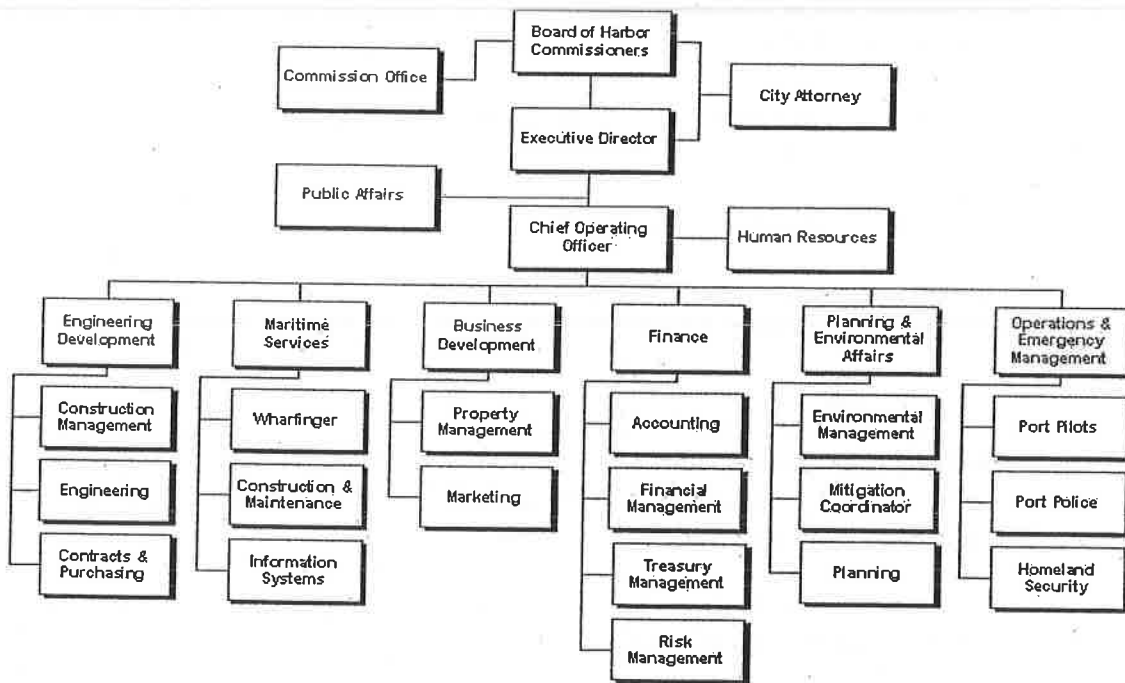 Board of Harbor
Commissioners
Commission Office
City Attorney
Executive Director
Public Affairs
Chief Operating
Officer
Human Resources
Engineering
Development
Maritime
Services
Business
Development
Finance
Planning &
Environmental
Affairs
Operations &
Emergency
Management
Construction
Management
Wharfinger
Property
Management
Accounting
Environmental
Management
Port Pilots
Engineering
Construction &
Maintenance
Marketing
Financial
Management
Mitigation
Coordinator
Port Police
Contracts &
Purchasing
Information
Systems
Treasury
Management
Planning
Homeland
Security
Risk
Management